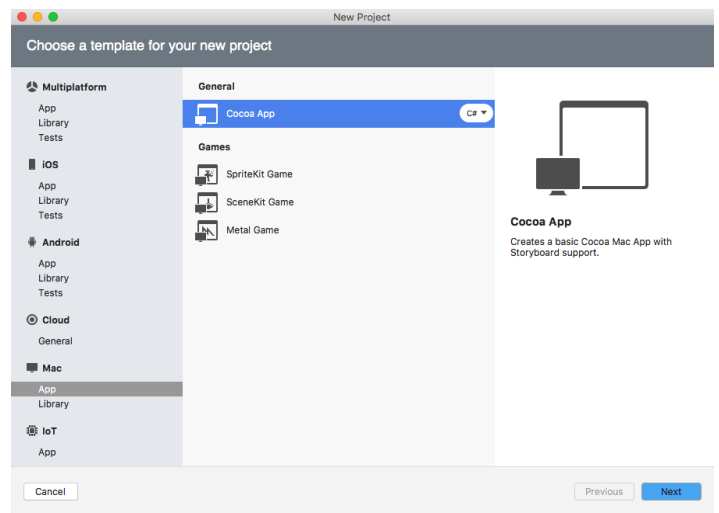 New Project
Choose a template for your new project
Multiplatform
App
Library
Tests
iOS
App
Library
Tests
Android
App
Library
Tests
Cloud
General
Mac
App
Library
IoT
App
General
Cocoa App
C#
Games
SpriteKit Game
SceneKit Game
Metal Game
Cocoa App
Creates a basic Cocoa Mac App with
Storyboard support.
Cancel
Previous
Next